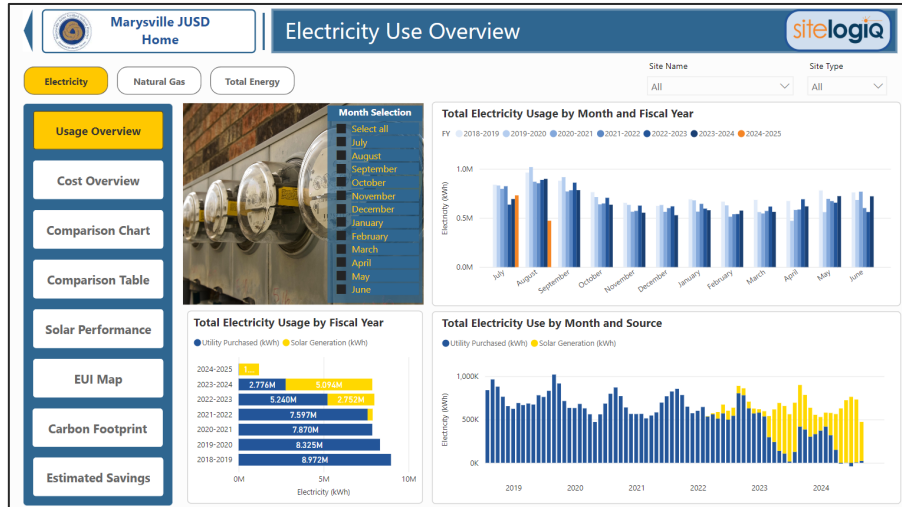 Marysville JUSD
Home
Electricity Use Overview
sitelogiq
Electricity
Natural Gas
Total Energy
Site Name
All
Site Type
All
Usage Overview
Cost Overview
Comparison Chart
Comparison Table
Solar Performance
EUI Map
Carbon Footprint
Estimated Savings
Month Selection
Select all
July
August
September
October
November
December
January
February
March
April
May
June
Total Electricity Usage by Month and Fiscal Year
FY 2018-2019 2019-2020 2020-2021 2021-2022 2022-2023 2023-2024 2024-2025
Electricity (kWh)
1.0M
0.5M
0.0M
July August September October November December January February March April May June
Total Electricity Usage by Fiscal Year
Utility Purchased (kWh) Solar Generation (kWh)
2024-2025 1...
2023-2024 2.776M 5.094M
2022-2023 5.240M 2.752M
2021-2022 7.597M
2020-2021 7.870M
2019-2020 8.325M
2018-2019 8.972M
0M 5M 10M
Electricity (kWh)
Total Electricity Use by Month and Source
Utility Purchased (kWh) Solar Generation (kWh)
Electricity (kWh)
1,000K
500K
0K
2019 2020 2021 2022 2023 2024